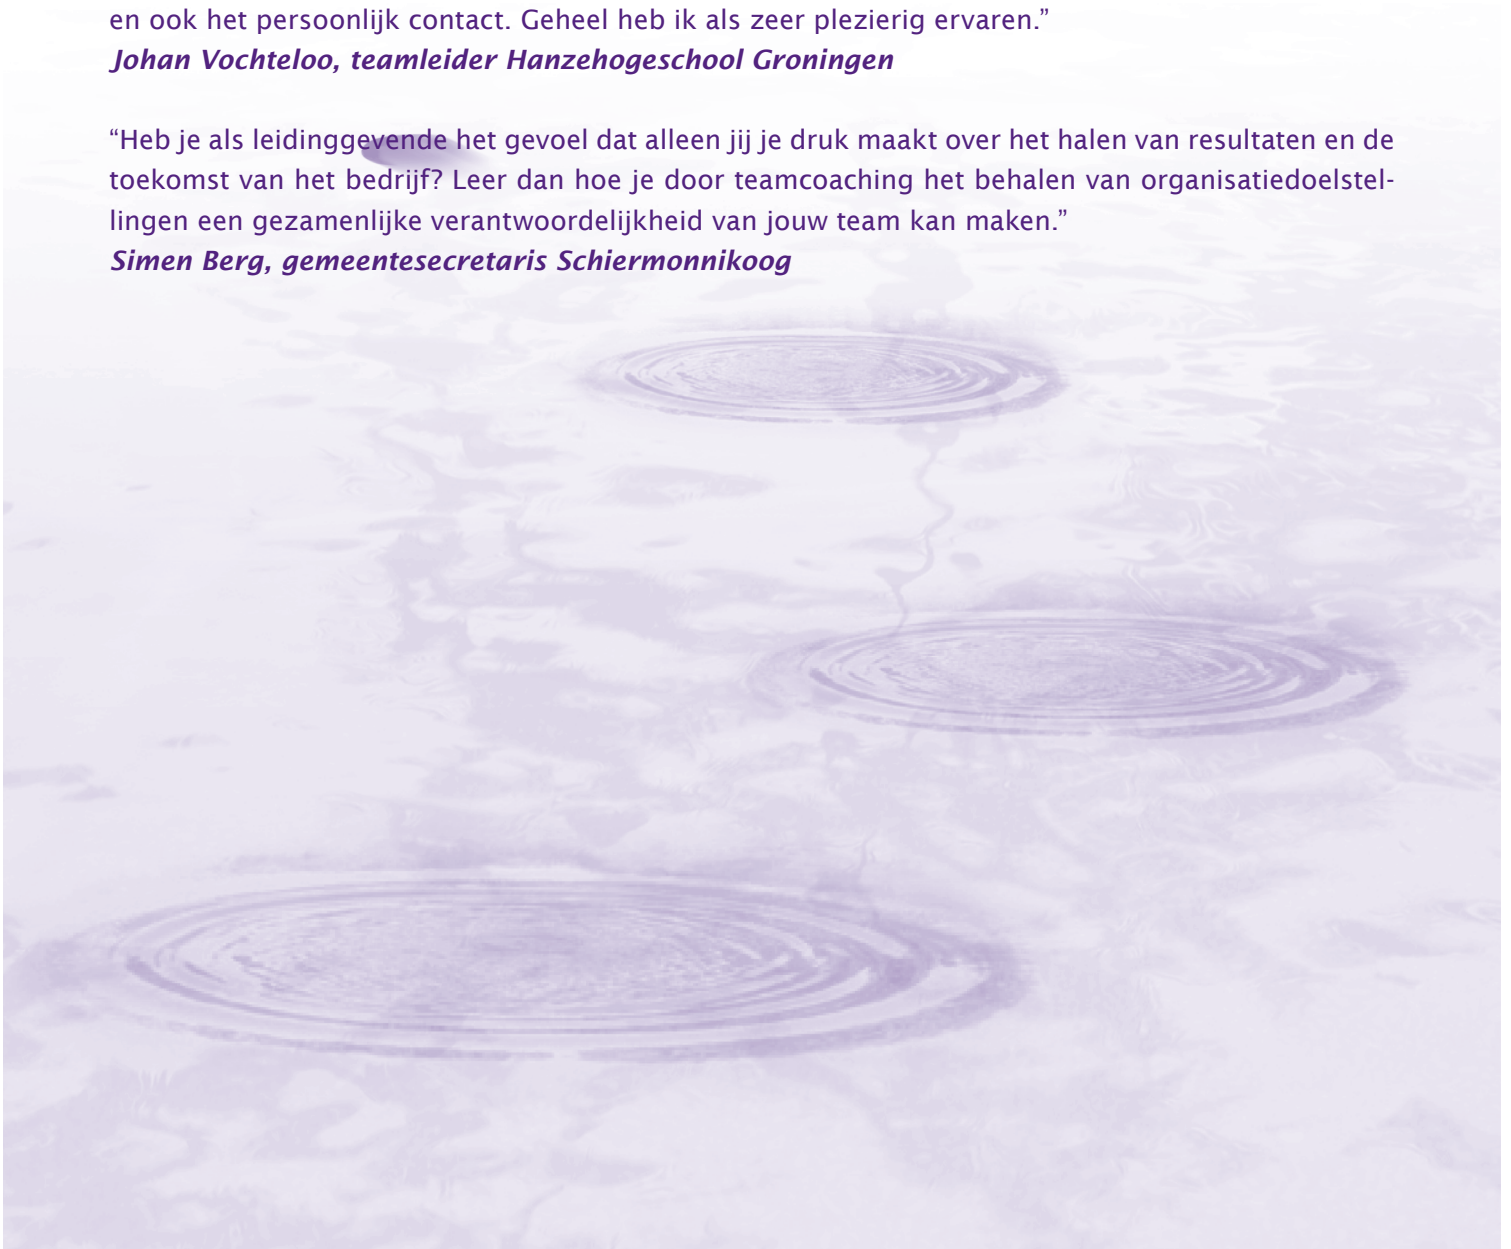 en ook het persoonlijk contact. Geheel heb ik als zeer plezierig ervaren.”
Johan Vochteloo, teamleider Hanzehogeschool Groningen
“Heb je als leidinggevende het gevoel dat alleen jij je druk maakt over het halen van resultaten en de
toekomst van het bedrijf? Leer dan hoe je door teamcoaching het behalen van organisatiedoelstel-
lingen een gezamenlijke verantwoordelijkheid van jouw team kan maken.”
Simen Berg, gemeentesecretaris Schiermonnikoog